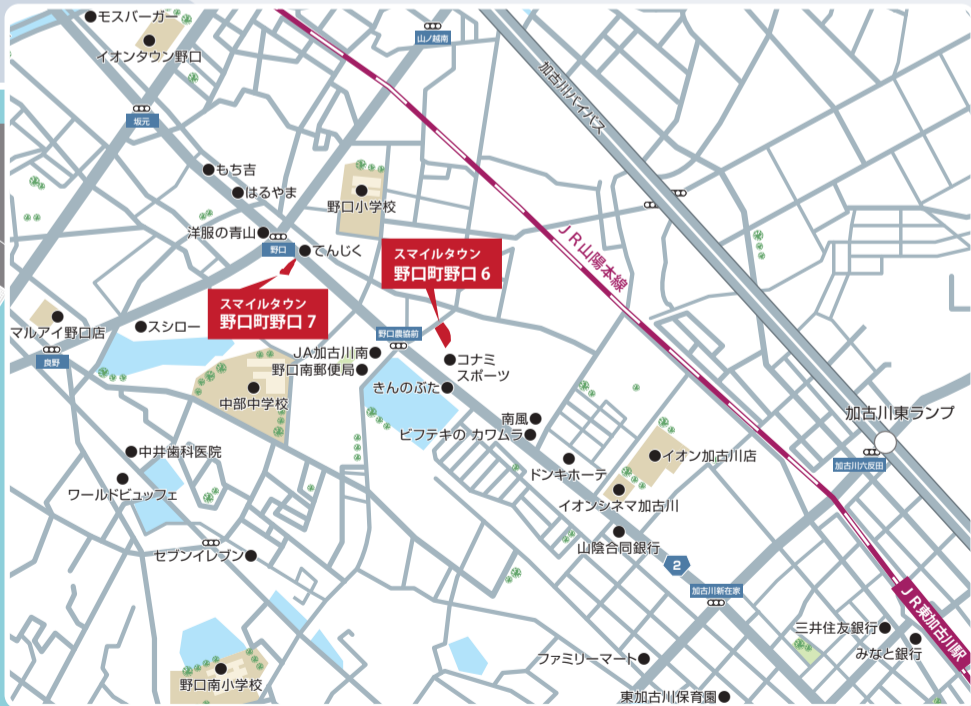 モスバーガー
イオンタウン野口
山ノ越南
加古川バイパス
坂元
もち吉
はるやま
野口小学校
洋服の青山
野口
てんじく
スマイルタウン
野口町野口 6
JR山陽本線
スマイルタウン
野口町野口 7
マルアイ野口店
スシロー
良野
野口農協前
JA加古川南
野口南郵便局
コナミ
スポーツ
きんのぶた
中部中学校
南風
ビフテキの カワムラ
加古川東ランプ
中井歯科医院
ワールドビュッフェ
ドンキホーテ
イオン加古川店
加古川六反田
イオンシネマ加古川
山陰合同銀行
セブンイレブン
2
加古川新在家
JR東加古川駅
三井住友銀行
みなと銀行
ファミリーマート
野口南小学校
東加古川保育園